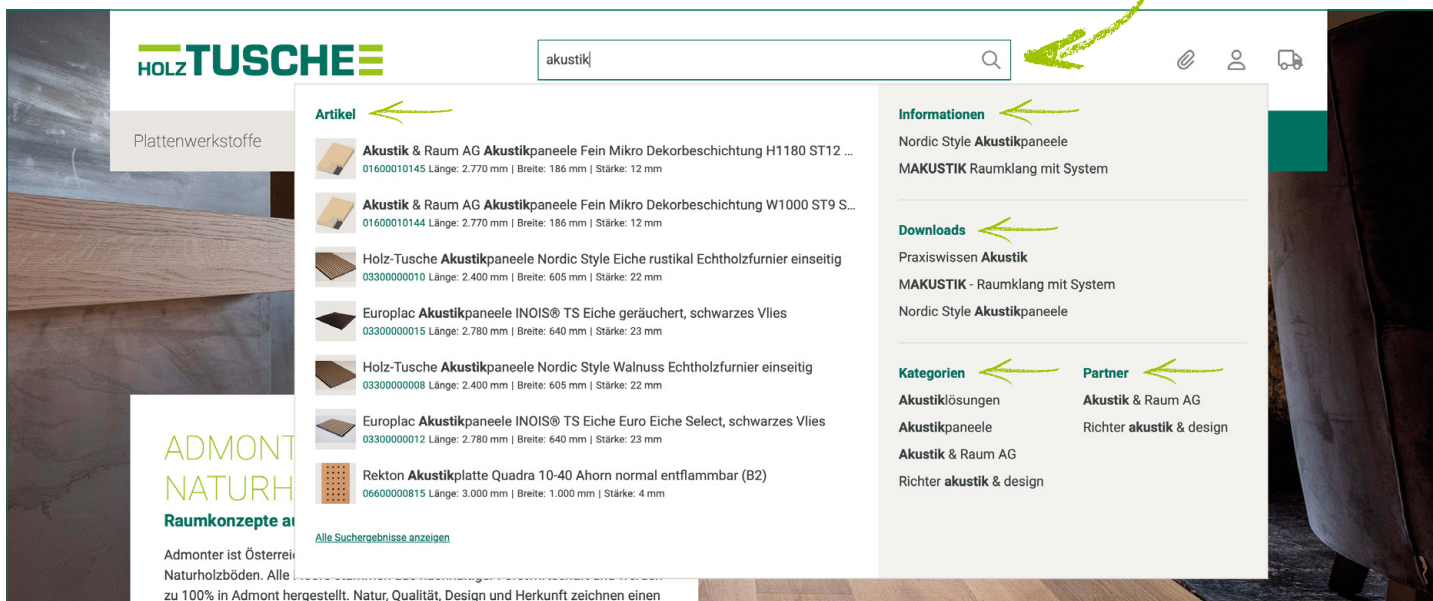 HOLZ TUSCHE
akustik
Plattenwerkstoffe
Artikel
Akustik & Raum AG Akustikpaneele Fein Mikro Dekorbeschichtung H1180 ST12 ...
01600010145 Länge: 2.770 mm | Breite: 186 mm | Stärke: 12 mm
Akustik & Raum AG Akustikpaneele Fein Mikro Dekorbeschichtung W1000 ST9 S...
01600010144 Länge: 2.770 mm | Breite: 186 mm | Stärke: 12 mm
Holz-Tusche Akustikpaneele Nordic Style Eiche rustikal Echtholzfurnier einseitig
03300000010 Länge: 2.400 mm | Breite: 605 mm | Stärke: 22 mm
Europlac Akustikpaneele INOIS® TS Eiche geräuchert, schwarzes Vlies
03300000015 Länge: 2.780 mm | Breite: 640 mm | Stärke: 23 mm
Holz-Tusche Akustikpaneele Nordic Style Walnuss Echtholzfurnier einseitig
03300000008 Länge: 2.400 mm | Breite: 605 mm | Stärke: 22 mm
Europlac Akustikpaneele INOIS® TS Eiche Euro Eiche Select, schwarzes Vlies
03300000012 Länge: 2.780 mm | Breite: 640 mm | Stärke: 23 mm
Rekton Akustikplatte Quadra 10-40 Ahorn normal entflammbar (B2)
06600000815 Länge: 3.000 mm | Breite: 1.000 mm | Stärke: 4 mm
Alle Suchergebnisse anzeigen
Informationen
Nordic Style Akustikpaneele
MAKUSTIK Raumklang mit System
Downloads
Praxiswissen Akustik
MAKUSTIK - Raumklang mit System
Nordic Style Akustikpaneele
Kategorien
Akustiklösungen
Akustikpaneele
Akustik & Raum AG
Richter akustik & design
Partner
Akustik & Raum AG
Richter akustik & design
ADMONT
NATURH
Raumkonzepte au
Admonter ist Österrei
Naturholzböden. Alle
zu 100% in Admont hergestellt. Natur, Qualität, Design und Herkunft zeichnen einen